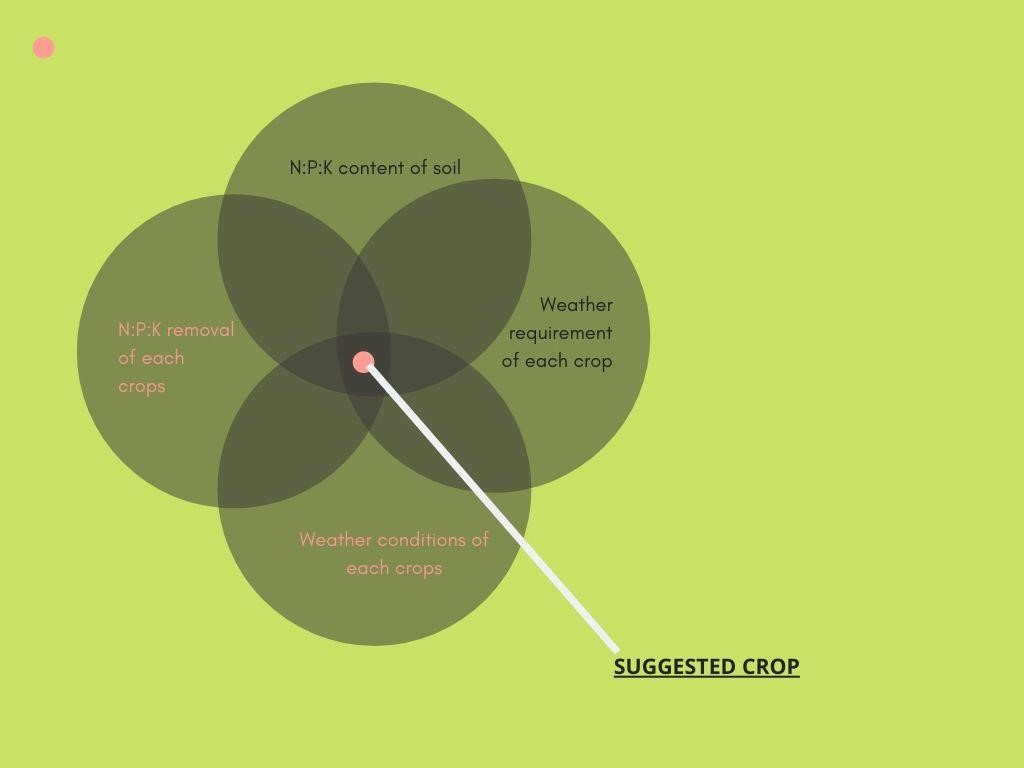 N:P:K content of soil
Weather
requirement
of each crop
N:P:K removal
of each
crops
Weather conditions of
each crops
SUGGESTED CROP